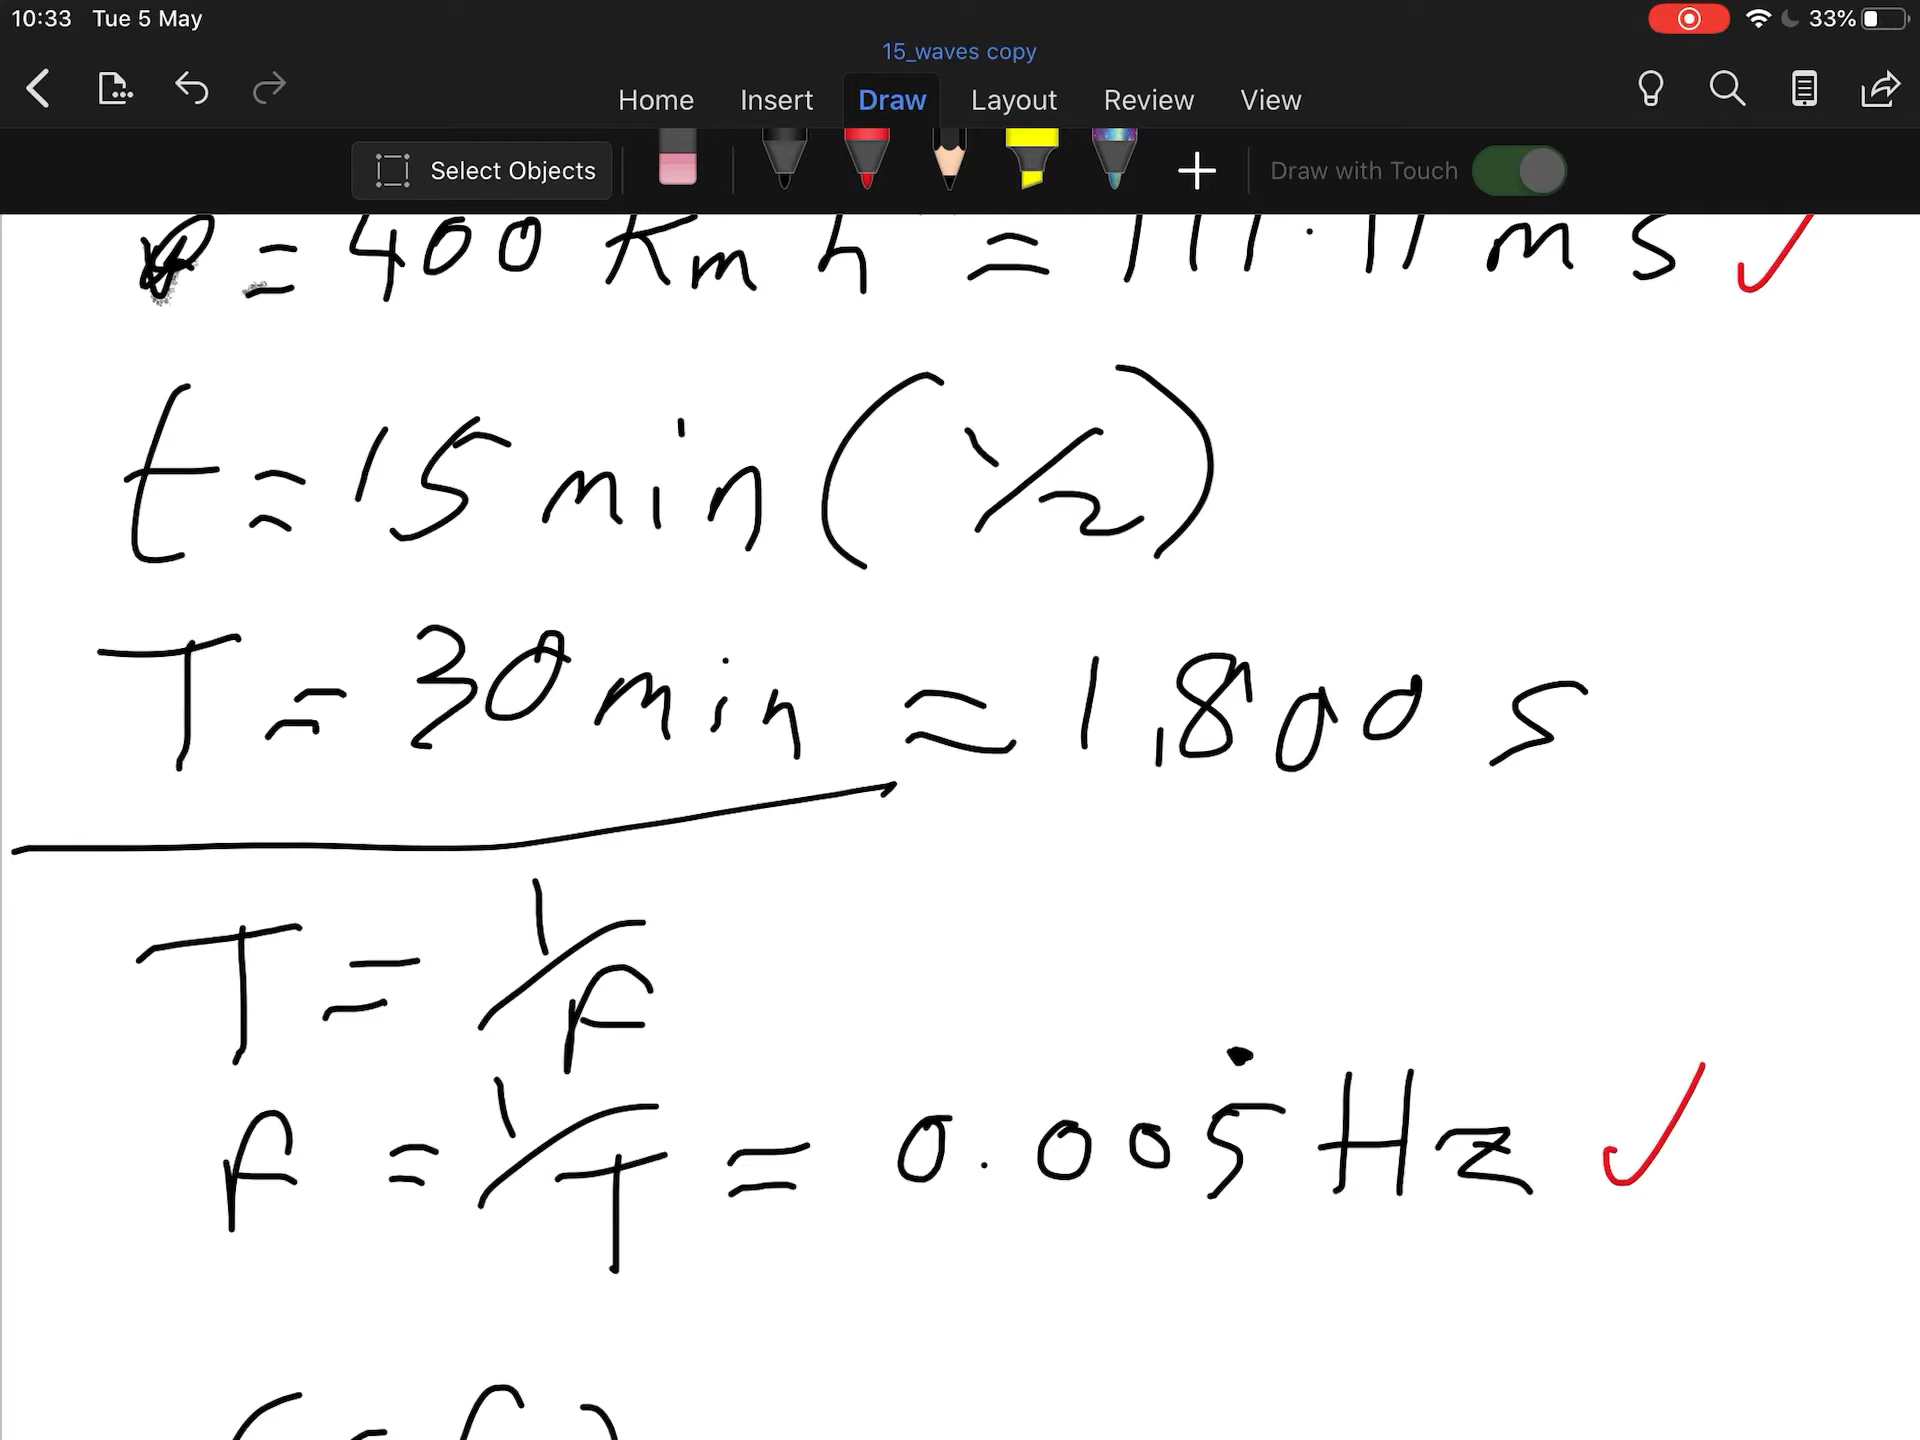 10:33 Tue 5 May 33%
15_waves copy
Home Insert Draw Layout Review View
Select Objects Draw with Touch
= 400 Km h = 111.11 m s ✓
t = 15 min (1/2)
T = 30 min = 1,800 s
T = 1/f
f = 1/T = 0.005̇ Hz ✓